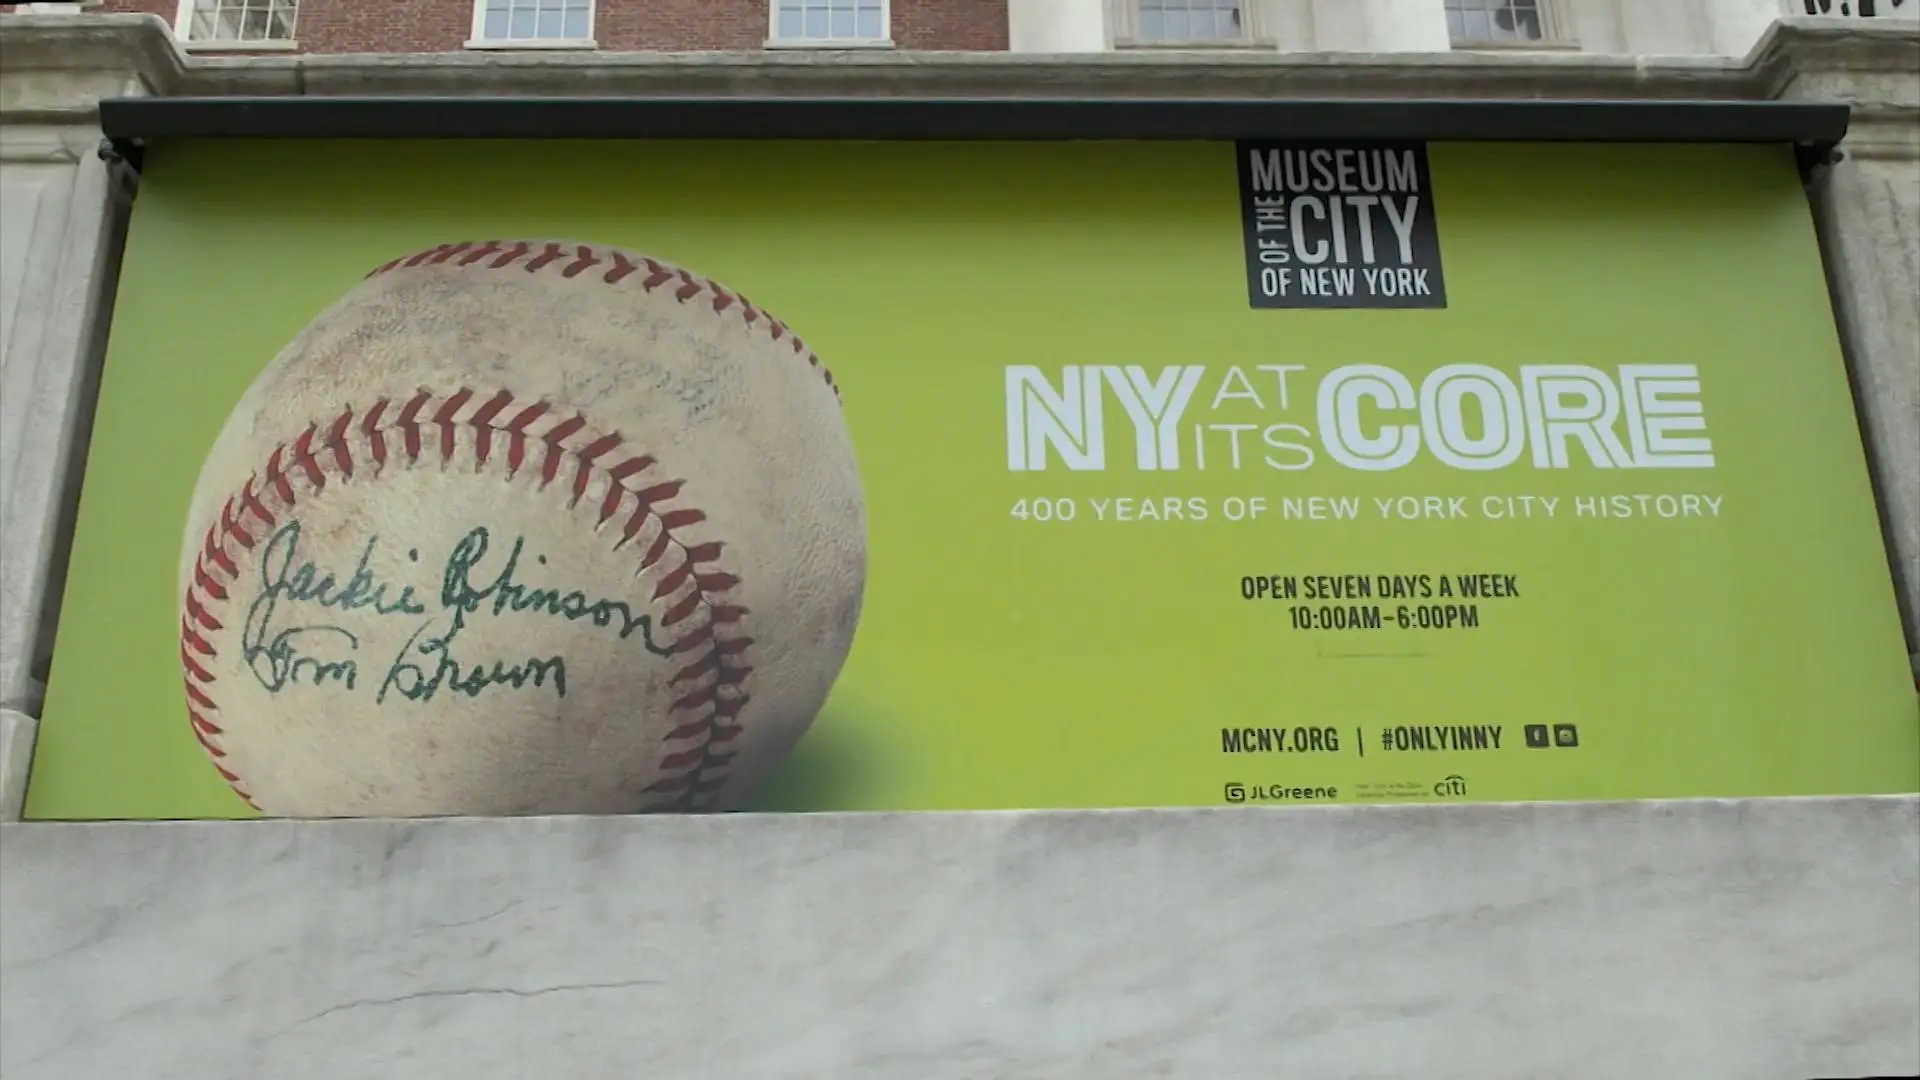 MUSEUM
OF THE
CITY
OF NEW YORK
NY AT ITS CORE
400 YEARS OF NEW YORK CITY HISTORY
OPEN SEVEN DAYS A WEEK
10:00AM–6:00PM
MCNY.ORG | #ONLYINNY
JLGreene citi
Jackie Robinson
Tom Brown